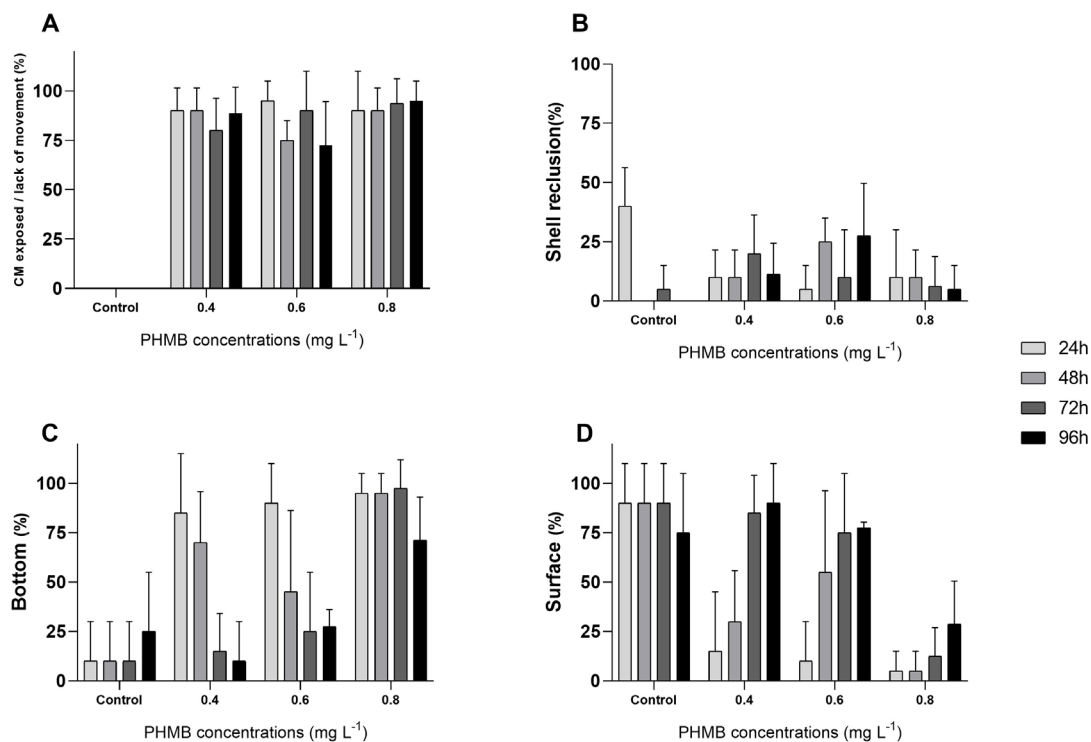 A
CM exposed / lack of movement (%)
100
75
50
25
0
Control
0.4
0.6
0.8
PHMB concentrations (mg L⁻¹)
B
Shell reclusion(%)
100
75
50
25
0
Control
0.4
0.6
0.8
PHMB concentrations (mg L⁻¹)
24h
48h
72h
96h
C
Bottom (%)
100
75
50
25
0
Control
0.4
0.6
0.8
PHMB concentrations (mg L⁻¹)
D
Surface (%)
100
75
50
25
0
Control
0.4
0.6
0.8
PHMB concentrations (mg L⁻¹)